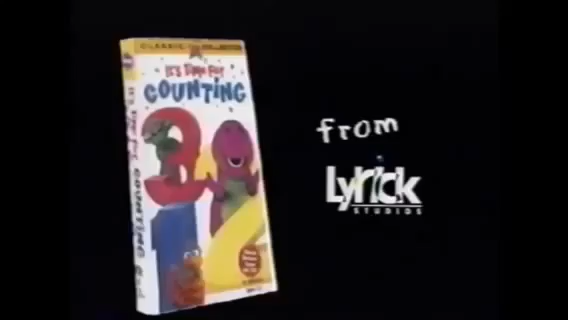 CLASSIC COLLECTION
It's Time For
COUNTING
It's Time For COUNTING
from
Lyrick
STUDIOS